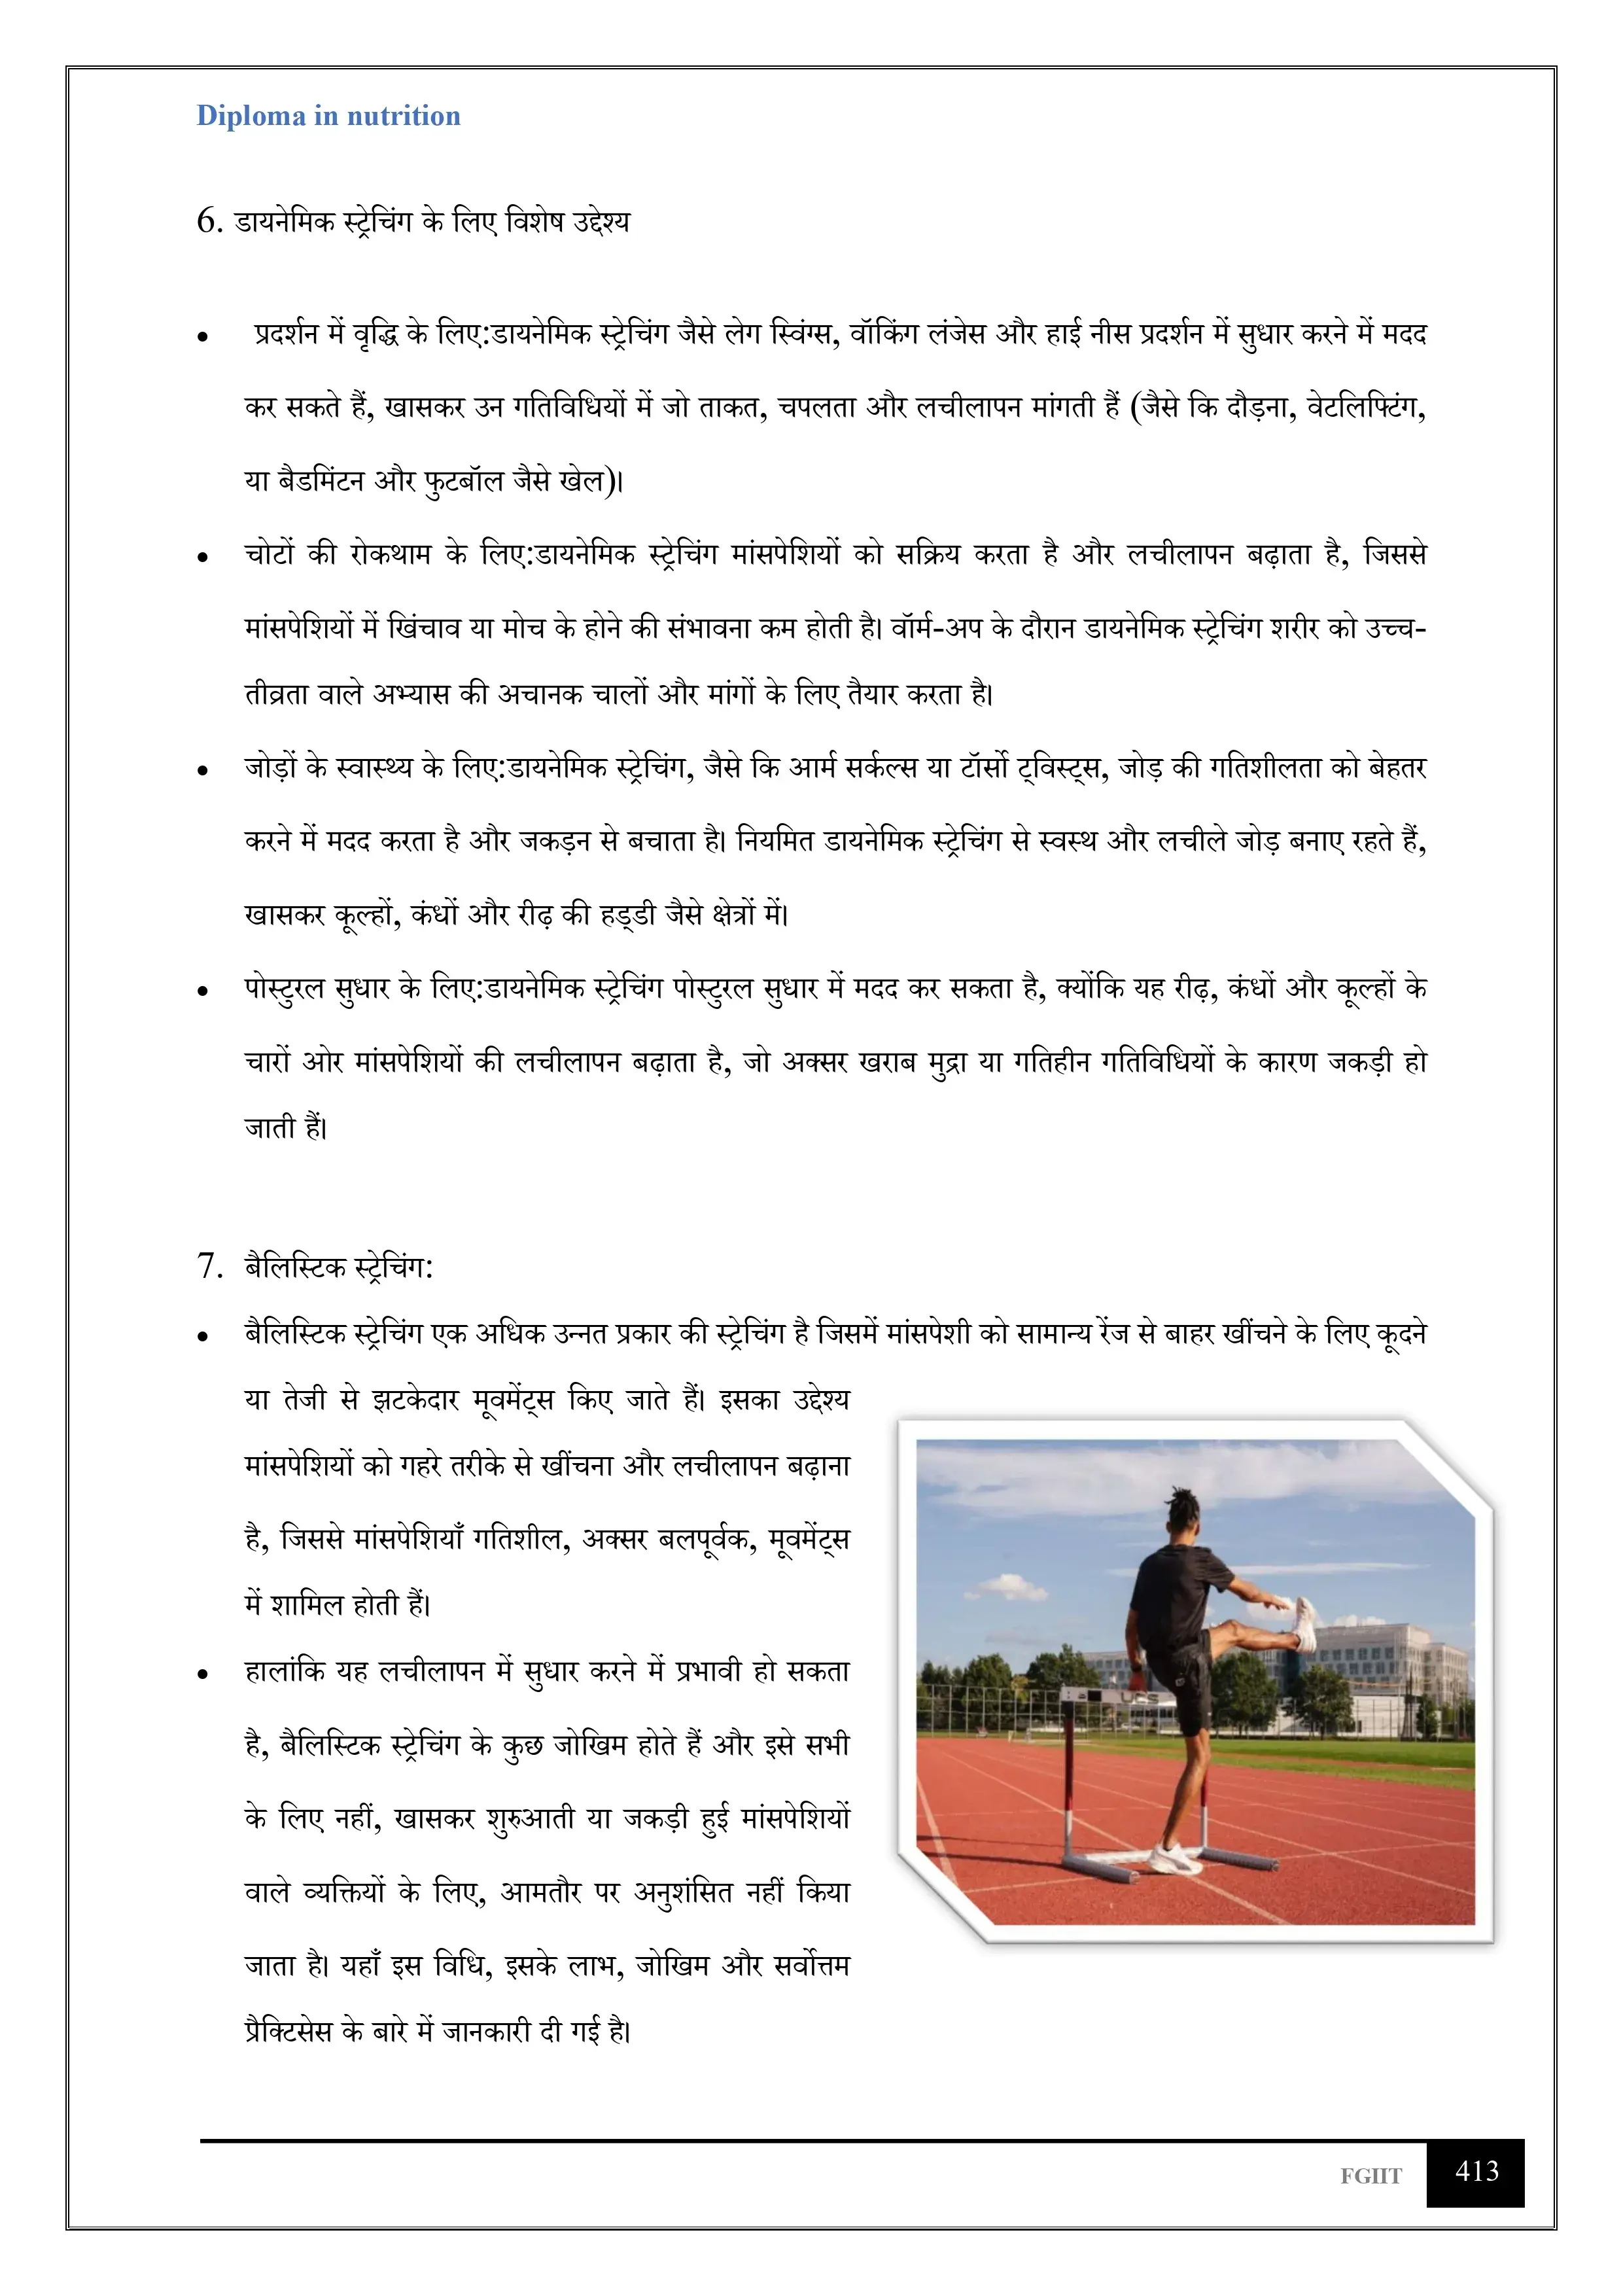 Diploma in nutrition
6. डायनेमिक स्ट्रेचिंग के लिए विशेष उद्देश्य
• प्रदर्शन में वृद्धि के लिए:डायनेमिक स्ट्रेचिंग जैसे लेग स्विंग्स, वॉकिंग लंजेस और हाई नीस प्रदर्शन में सुधार करने में मदद
कर सकते हैं, खासकर उन गतिविधियों में जो ताकत, चपलता और लचीलापन मांगती हैं (जैसे कि दौड़ना, वेटलिफ्टिंग,
या बैडमिंटन और फुटबॉल जैसे खेल)।
• चोटों की रोकथाम के लिए:डायनेमिक स्ट्रेचिंग मांसपेशियों को सक्रिय करता है और लचीलापन बढ़ाता है, जिससे
मांसपेशियों में खिंचाव या मोच के होने की संभावना कम होती है। वॉर्म-अप के दौरान डायनेमिक स्ट्रेचिंग शरीर को उच्च-
तीव्रता वाले अभ्यास की अचानक चालों और मांगों के लिए तैयार करता है।
• जोड़ों के स्वास्थ्य के लिए:डायनेमिक स्ट्रेचिंग, जैसे कि आर्म सर्कल्स या टॉर्सो ट्विस्ट्स, जोड़ की गतिशीलता को बेहतर
करने में मदद करता है और जकड़न से बचाता है। नियमित डायनेमिक स्ट्रेचिंग से स्वस्थ और लचीले जोड़ बनाए रहते हैं,
खासकर कूल्हों, कंधों और रीढ़ की हड्डी जैसे क्षेत्रों में।
• पोस्टुरल सुधार के लिए:डायनेमिक स्ट्रेचिंग पोस्टुरल सुधार में मदद कर सकता है, क्योंकि यह रीढ़, कंधों और कूल्हों के
चारों ओर मांसपेशियों की लचीलापन बढ़ाता है, जो अक्सर खराब मुद्रा या गतिहीन गतिविधियों के कारण जकड़ी हो
जाती हैं।
7. बैलिस्टिक स्ट्रेचिंग:
• बैलिस्टिक स्ट्रेचिंग एक अधिक उन्नत प्रकार की स्ट्रेचिंग है जिसमें मांसपेशी को सामान्य रेंज से बाहर खींचने के लिए कूदने
या तेजी से झटकेदार मूवमेंट्स किए जाते हैं। इसका उद्देश्य
मांसपेशियों को गहरे तरीके से खींचना और लचीलापन बढ़ाना
है, जिससे मांसपेशियाँ गतिशील, अक्सर बलपूर्वक, मूवमेंट्स
में शामिल होती हैं।
• हालांकि यह लचीलापन में सुधार करने में प्रभावी हो सकता
है, बैलिस्टिक स्ट्रेचिंग के कुछ जोखिम होते हैं और इसे सभी
के लिए नहीं, खासकर शुरुआती या जकड़ी हुई मांसपेशियों
वाले व्यक्तियों के लिए, आमतौर पर अनुशंसित नहीं किया
जाता है। यहाँ इस विधि, इसके लाभ, जोखिम और सर्वोत्तम
प्रैक्टिसेस के बारे में जानकारी दी गई है।
FGIIT 413